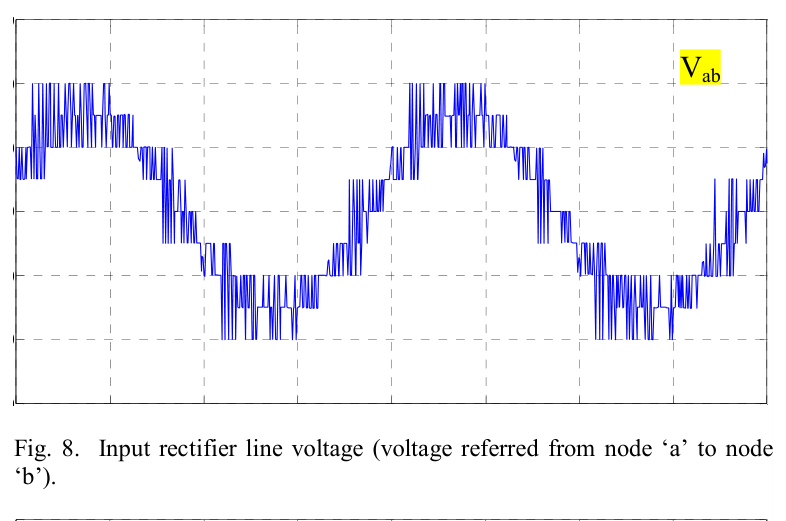 Vab
Fig. 8. Input rectifier line voltage (voltage referred from node ‘a’ to node
‘b’).